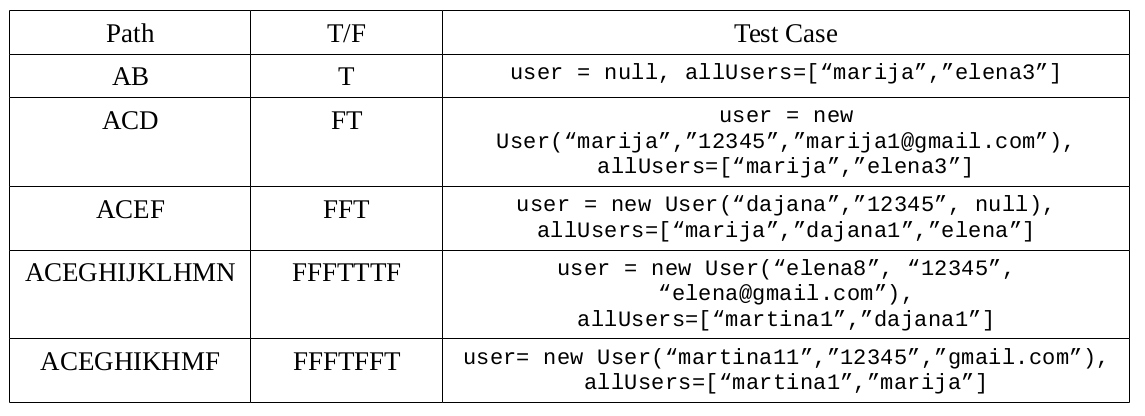 Path T/F Test Case
AB T user = null, allUsers=[“marija”,”elena3”]
ACD FT user = new
User(“marija”,”12345”,”marija1@gmail.com”),
allUsers=[“marija”,”elena3”]
ACEF FFT user = new User(“dajana”,”12345”, null),
allUsers=[“marija”,”dajana1”,”elena”]
ACEGHIJKLHMN FFFTTTF user = new User(“elena8”, “12345”,
“elena@gmail.com”),
allUsers=[“martina1”,”dajana1”]
ACEGHIKHMF FFFTFFT user= new User(“martina11”,”12345”,”gmail.com”),
allUsers=[“martina1”,”marija”]